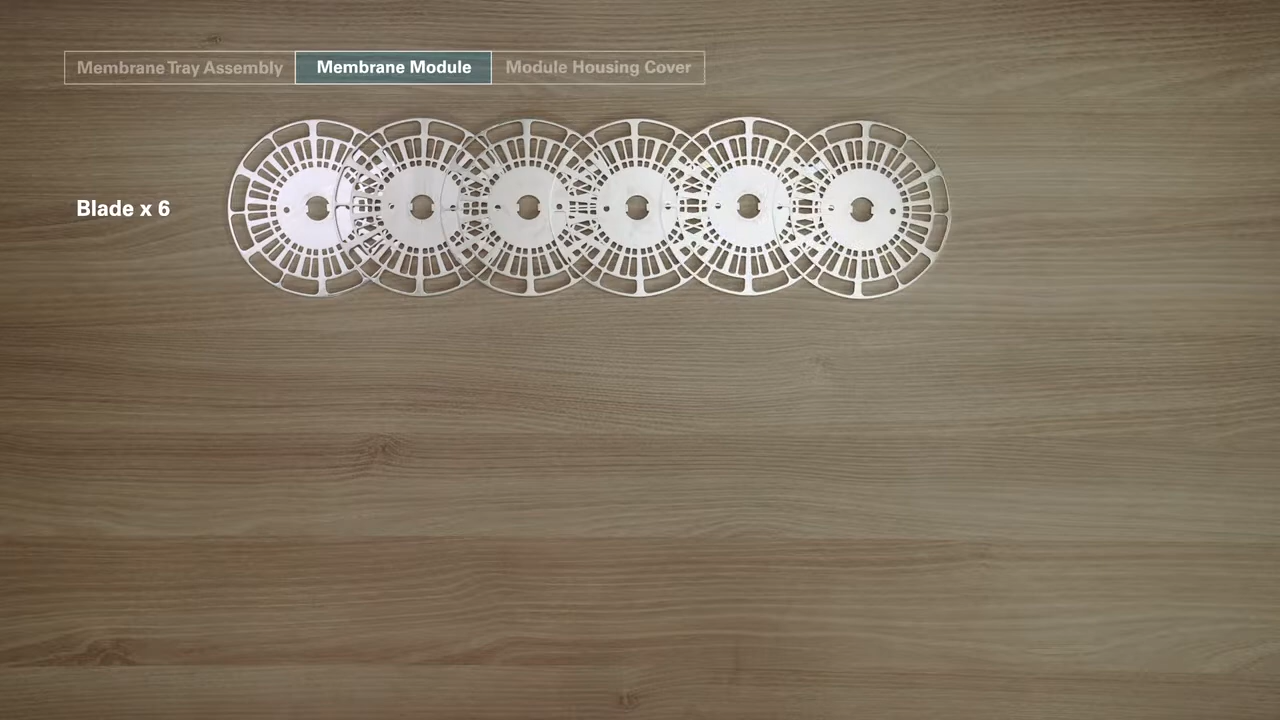 Membrane Tray Assembly
Membrane Module
Module Housing Cover
Blade x 6